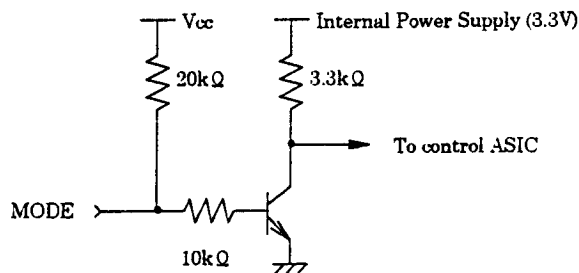 Vcc
Internal Power Supply (3.3V)
20kΩ
3.3kΩ
To control ASIC
MODE
10kΩ